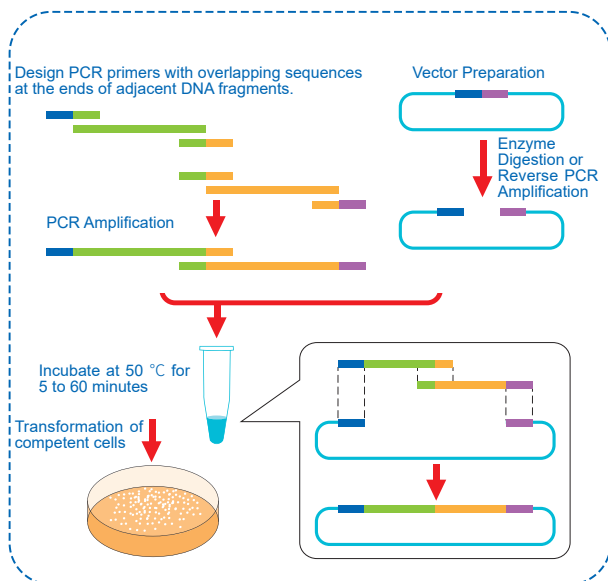 Design PCR primers with overlapping sequences
at the ends of adjacent DNA fragments.
Vector Preparation
Enzyme
Digestion or
Reverse PCR
Amplification
PCR Amplification
Incubate at 50 ℃ for
5 to 60 minutes
Transformation of
competent cells